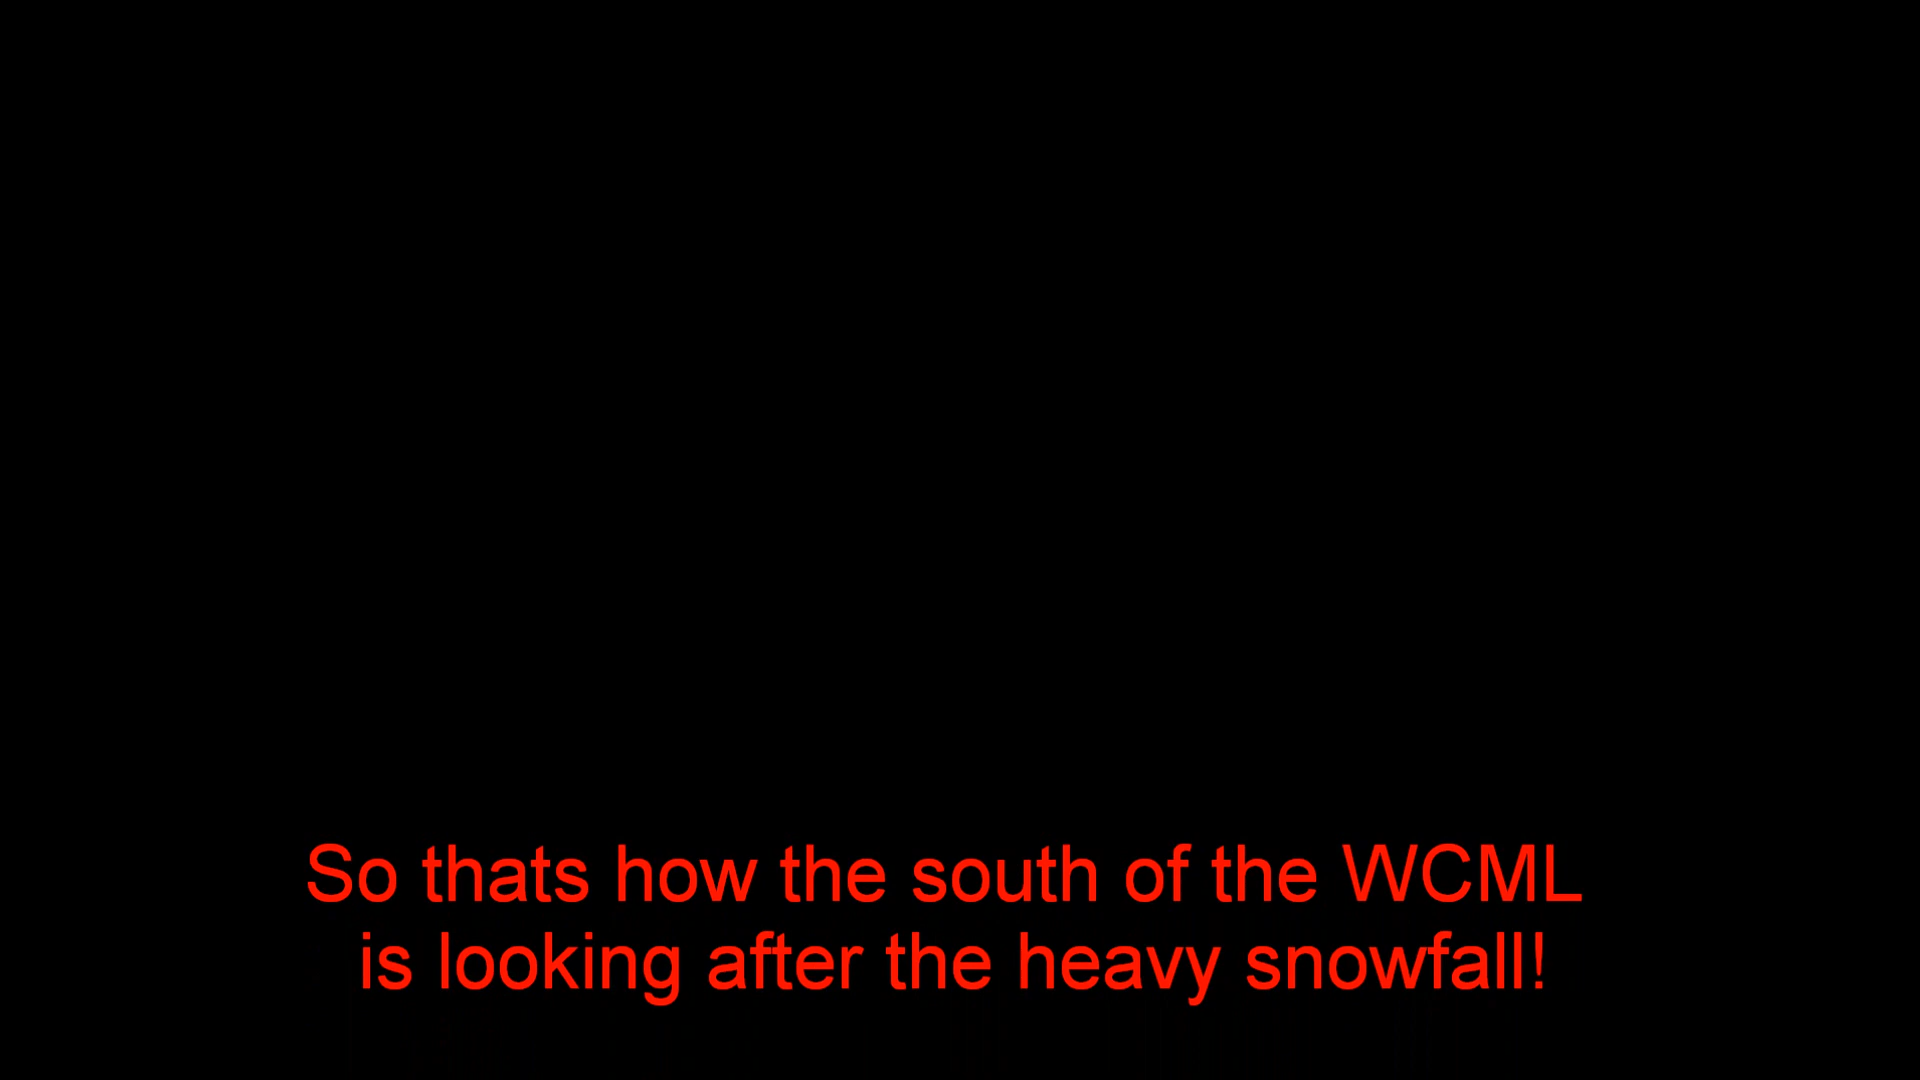 So thats how the south of the WCML
is looking after the heavy snowfall!